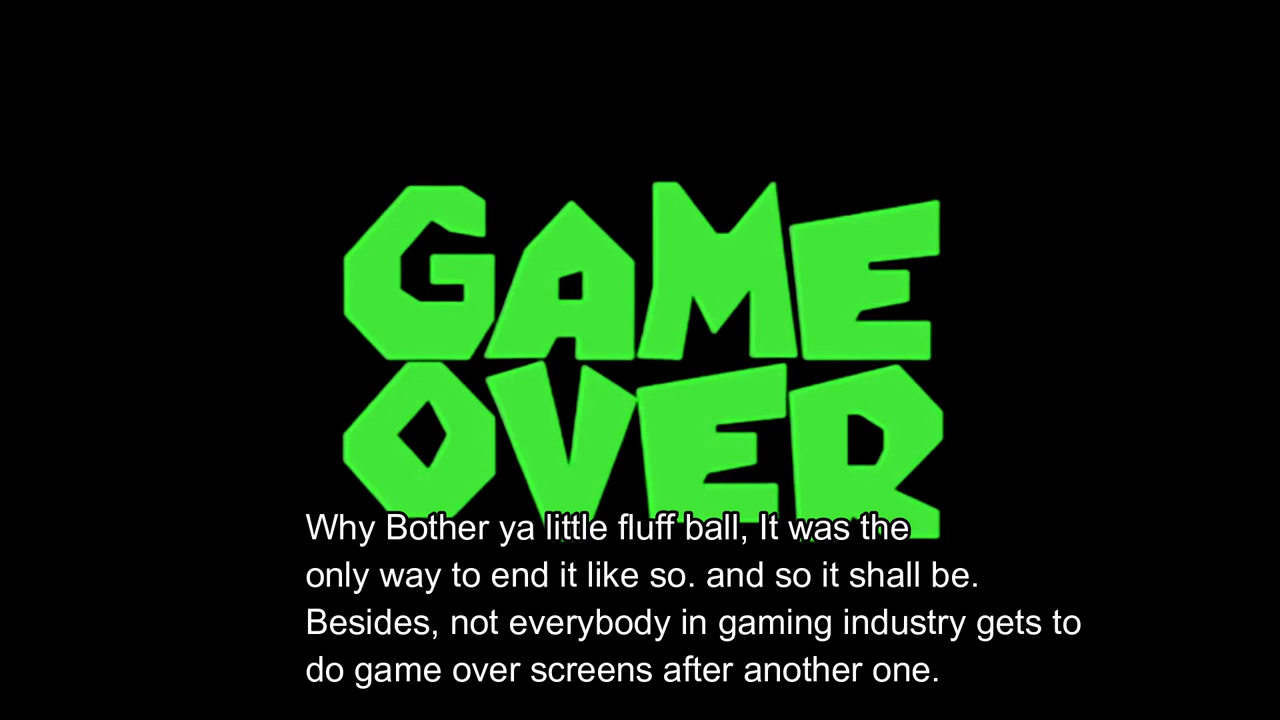 GAME
OVER
Why Bother ya little fluff ball, It was the
only way to end it like so. and so it shall be.
Besides, not everybody in gaming industry gets to
do game over screens after another one.